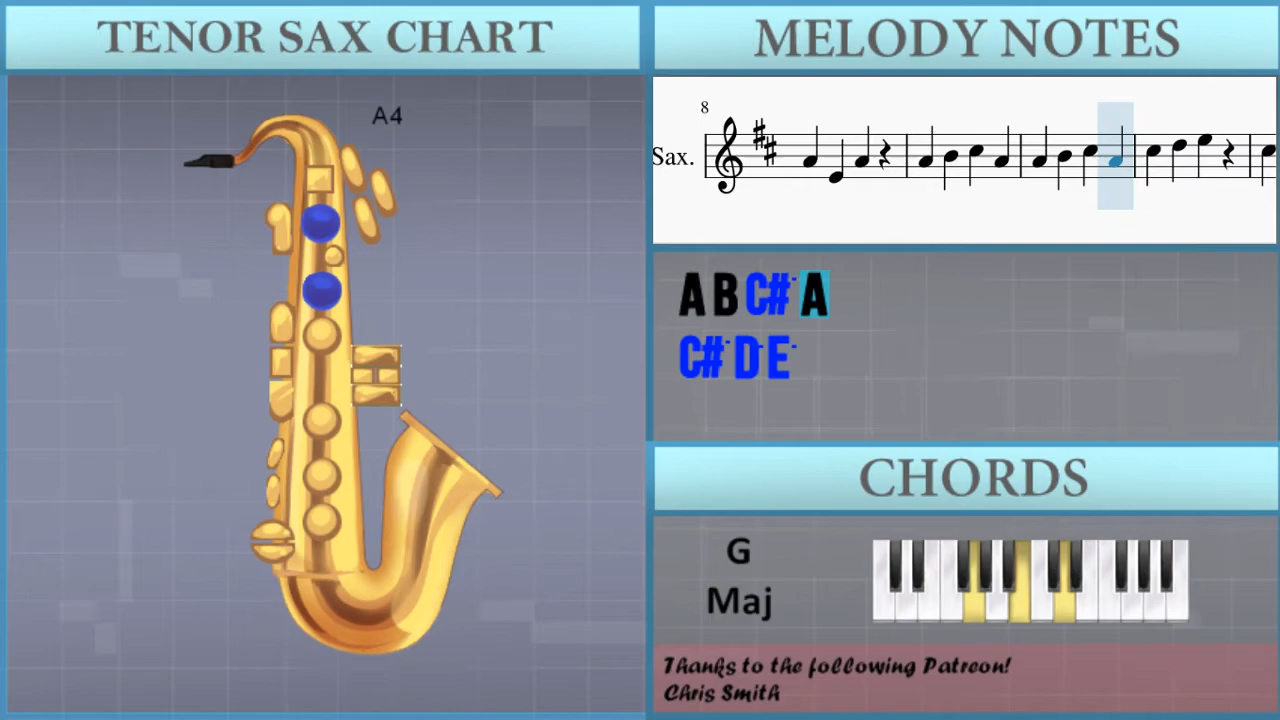 TENOR SAX CHART
A4
MELODY NOTES
8
Sax.
A B C#- A
C#- D- E-
CHORDS
G
Maj
Thanks to the following Patreon!
Chris Smith